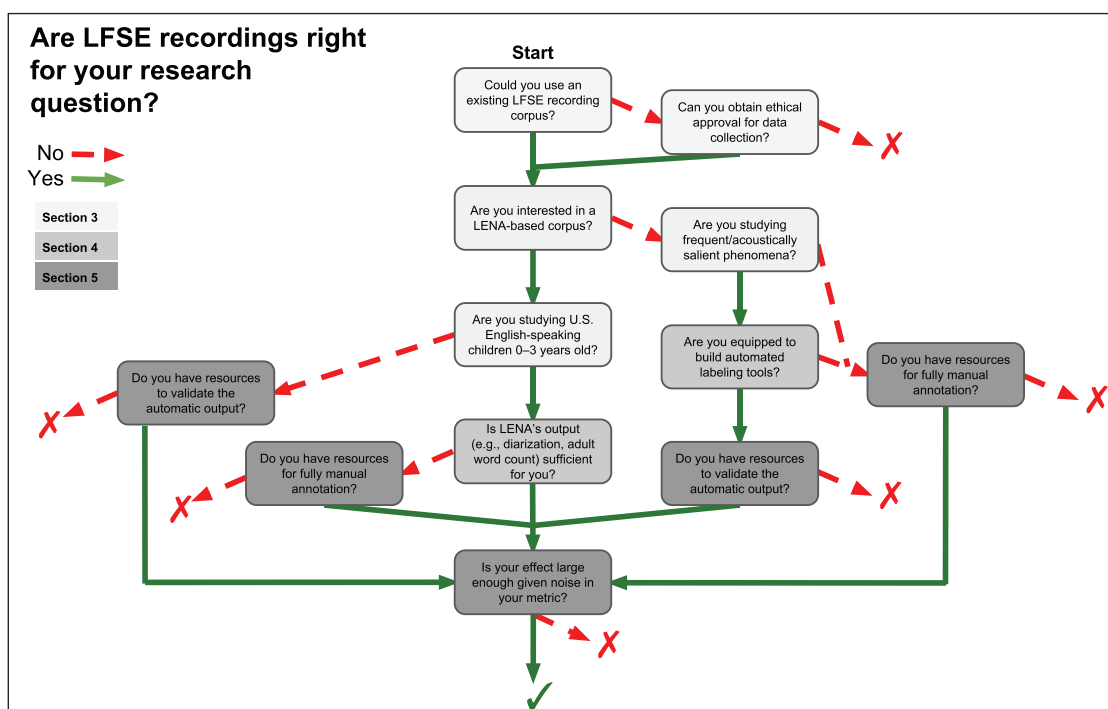 Are LFSE recordings right
for your research
question?
No
Yes
Section 3
Section 4
Section 5
Start
Could you use an
existing LFSE recording
corpus?
Can you obtain ethical
approval for data
collection?
Are you interested in a
LENA-based corpus?
Are you studying
frequent/acoustically
salient phenomena?
Are you studying U.S.
English-speaking
children 0–3 years old?
Are you equipped to
build automated
labeling tools?
Do you have resources
for fully manual
annotation?
Do you have resources
to validate the
automatic output?
Is LENA's output
(e.g., diarization, adult
word count) sufficient
for you?
Do you have resources
for fully manual
annotation?
Do you have resources
to validate the
automatic output?
Is your effect large
enough given noise in
your metric?